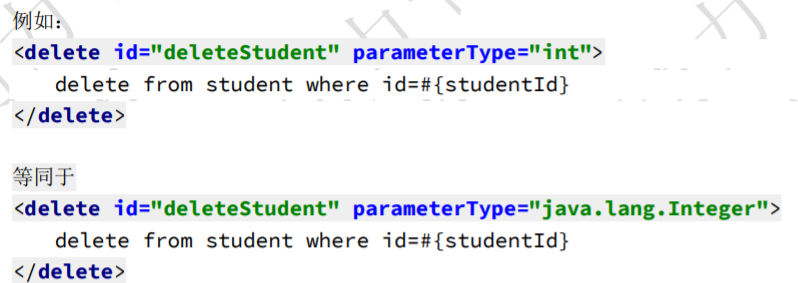 例如：
<delete id="deleteStudent" parameterType="int">
delete from student where id=#{studentId}
</delete>
等同于
<delete id="deleteStudent" parameterType="java.lang.Integer">
delete from student where id=#{studentId}
</delete>